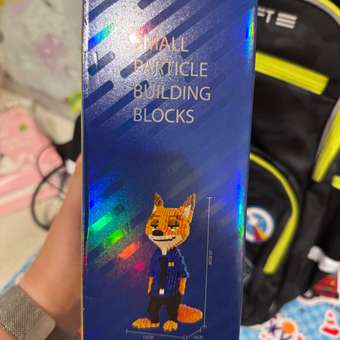 SMALL
PARTICLE
BUILDING
BLOCKS